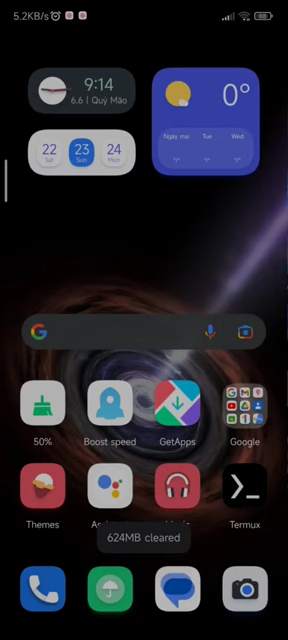 5.2KB/s
9:14
6.6 | Quý Mão
0°
22 23 24
Sat Sun Mon
Ngày mai Tue Wed
50% Boost speed GetApps Google
Themes Termux
624MB cleared